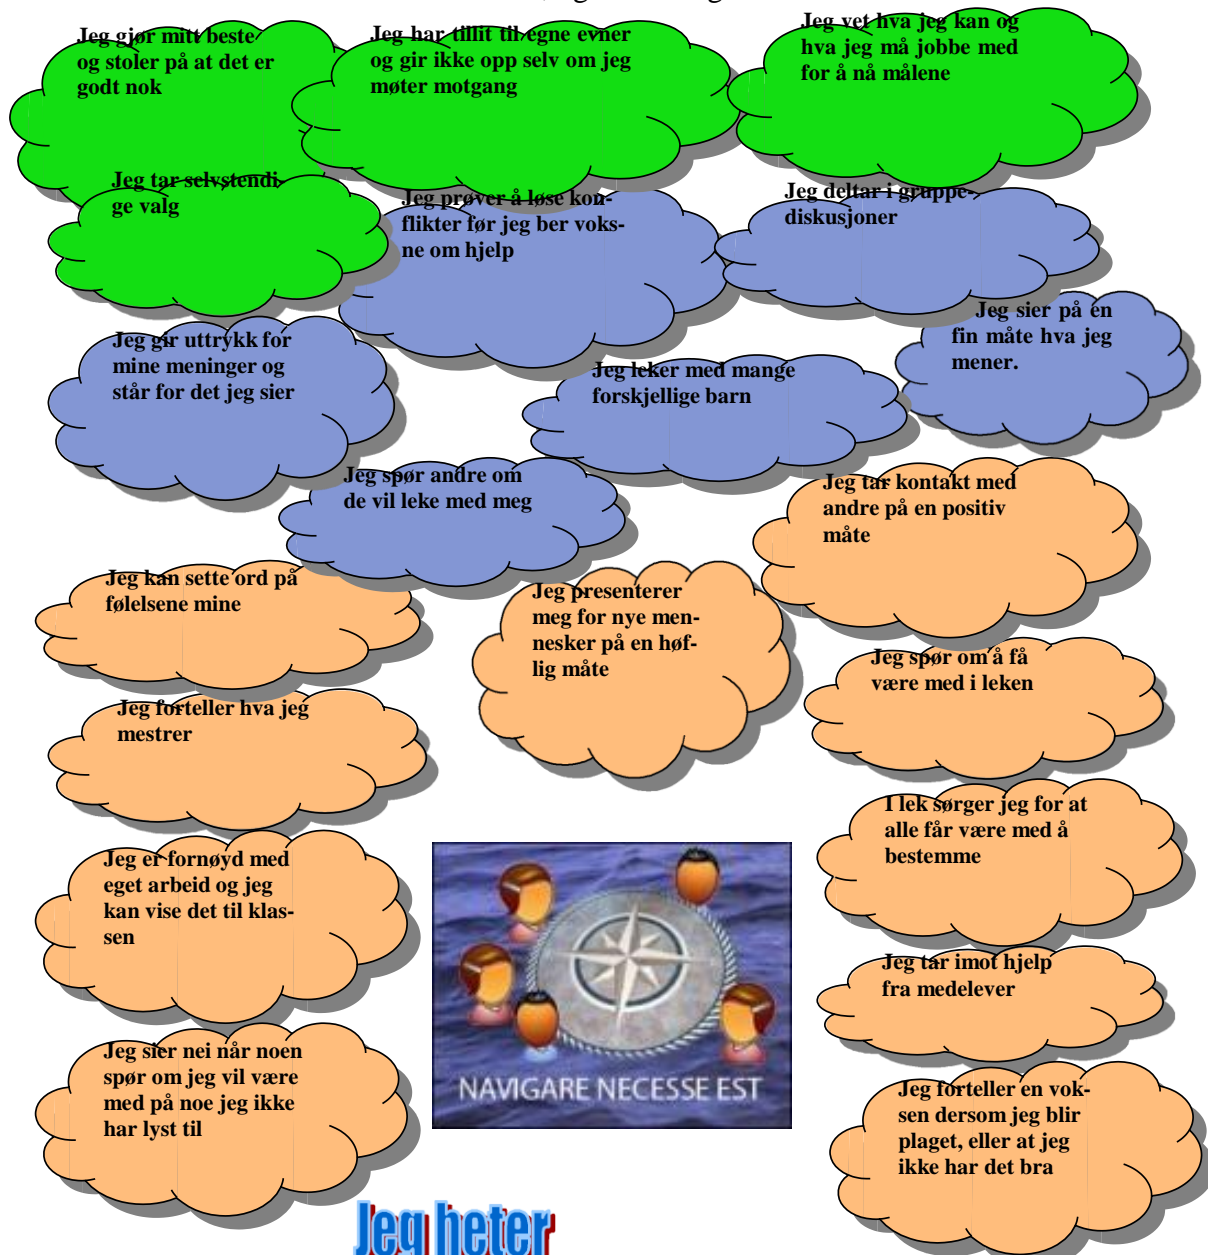 Jeg gjør mitt beste
og stoler på at det er
godt nok
Jeg har tillit til egne evner
og gir ikke opp selv om jeg
møter motgang
Jeg vet hva jeg kan og
hva jeg må jobbe med
for å nå målene
Jeg tar selvstendi-
ge valg
Jeg prøver å løse kon-
flikter før jeg ber voks-
ne om hjelp
Jeg deltar i gruppe-
diskusjoner
Jeg sier på en
fin måte hva jeg
mener.
Jeg gir uttrykk for
mine meninger og
står for det jeg sier
Jeg leker med mange
forskjellige barn
Jeg spør andre om
de vil leke med meg
Jeg tar kontakt med
andre på en positiv
måte
Jeg kan sette ord på
følelsene mine
Jeg presenterer
meg for nye men-
nesker på en høf-
lig måte
Jeg spør om å få
være med i leken
Jeg forteller hva jeg
mestrer
I lek sørger jeg for at
alle får være med å
bestemme
Jeg er fornøyd med
eget arbeid og jeg
kan vise det til klas-
sen
Jeg tar imot hjelp
fra medelever
Jeg sier nei når noen
spør om jeg vil være
med på noe jeg ikke
har lyst til
NAVIGARE NECESSE EST
Jeg forteller en vok-
sen dersom jeg blir
plaget, eller at jeg
ikke har det bra
Jeg heter